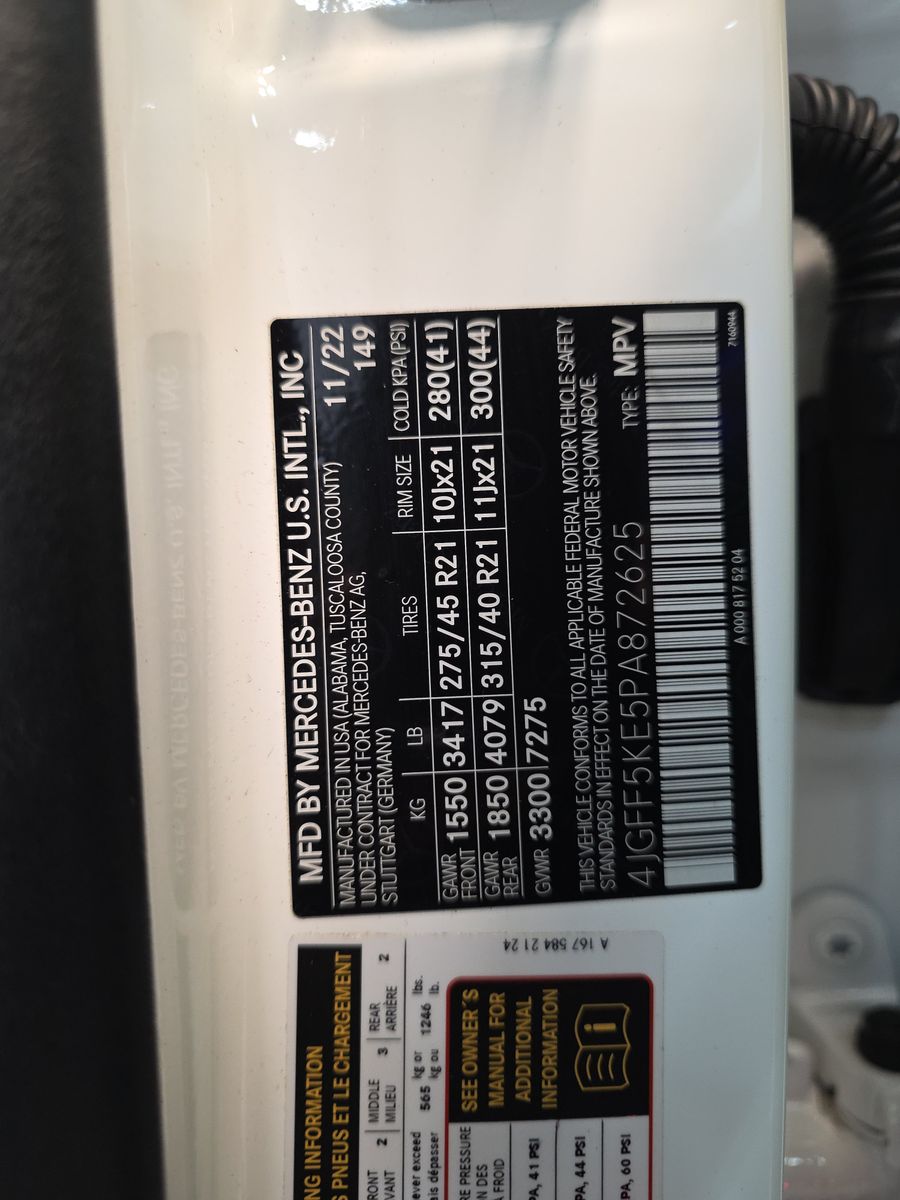 MFD BY MERCEDES-BENZ U.S. INTL., INC
MANUFACTURED IN USA (ALABAMA, TUSCALOOSA COUNTY) 11/22
UNDER CONTRACT FOR MERCEDES-BENZ AG, 149
STUTTGART (GERMANY)
KG LB TIRES RIM SIZE COLD KPA (PSI)
GAWR FRONT 1550 3417 275/45 R21 10Jx21 280(41)
GAWR REAR 1850 4079 315/40 R21 11Jx21 300(44)
GVWR 3300 7275
THIS VEHICLE CONFORMS TO ALL APPLICABLE FEDERAL MOTOR VEHICLE SAFETY
STANDARDS IN EFFECT ON THE DATE OF MANUFACTURE SHOWN ABOVE.
4JGFF5KE5PA872625 TYPE: MPV
A 000 817 52 04
7160944
NG INFORMATION
S PNEUS ET LE CHARGEMENT
RONT 2 MIDDLE 3 REAR 2
VANT MILIEU ARRIÈRE
ever exceed 565 kg or 1246 lbs.
ais dépasser kg ou lb.
RE PRESSURE
N DES
FROID
PA, 41 PSI
PA, 44 PSI
PA, 60 PSI
SEE OWNER'S
MANUAL FOR
ADDITIONAL
INFORMATION
A 167 584 21 24